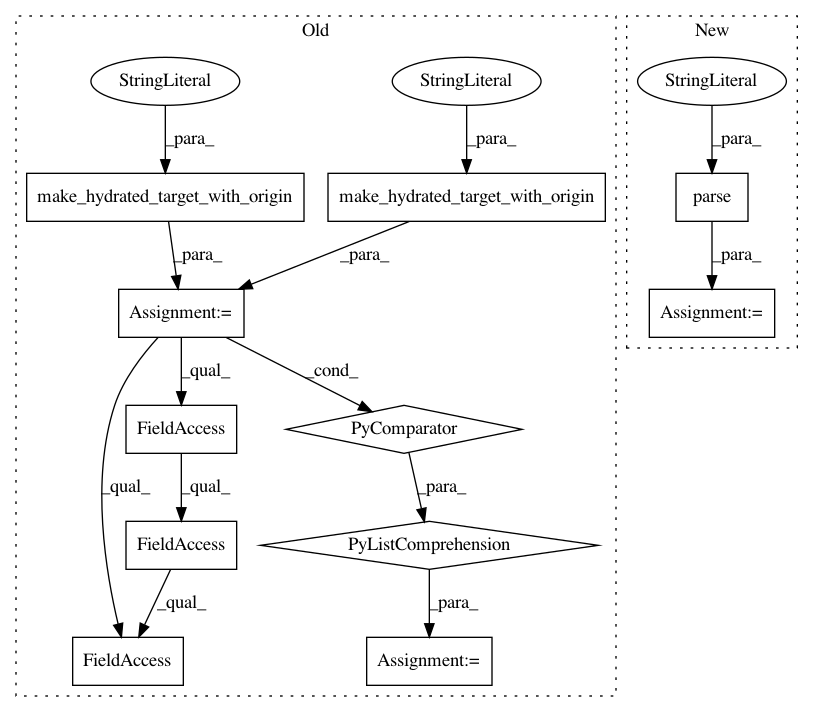 Old
New
StringLiteral
StringLiteral
StringLiteral
_para_
_para_
_para_
make_hydrated_target_with_origin
make_hydrated_target_with_origin
parse
_para_
_para_
_para_
Assignment:=
Assignment:=
_qual_
_cond_
FieldAccess
PyComparator
_qual_
_qual_
_para_
FieldAccess
PyListComprehension
_qual_
_para_
FieldAccess
Assignment:=